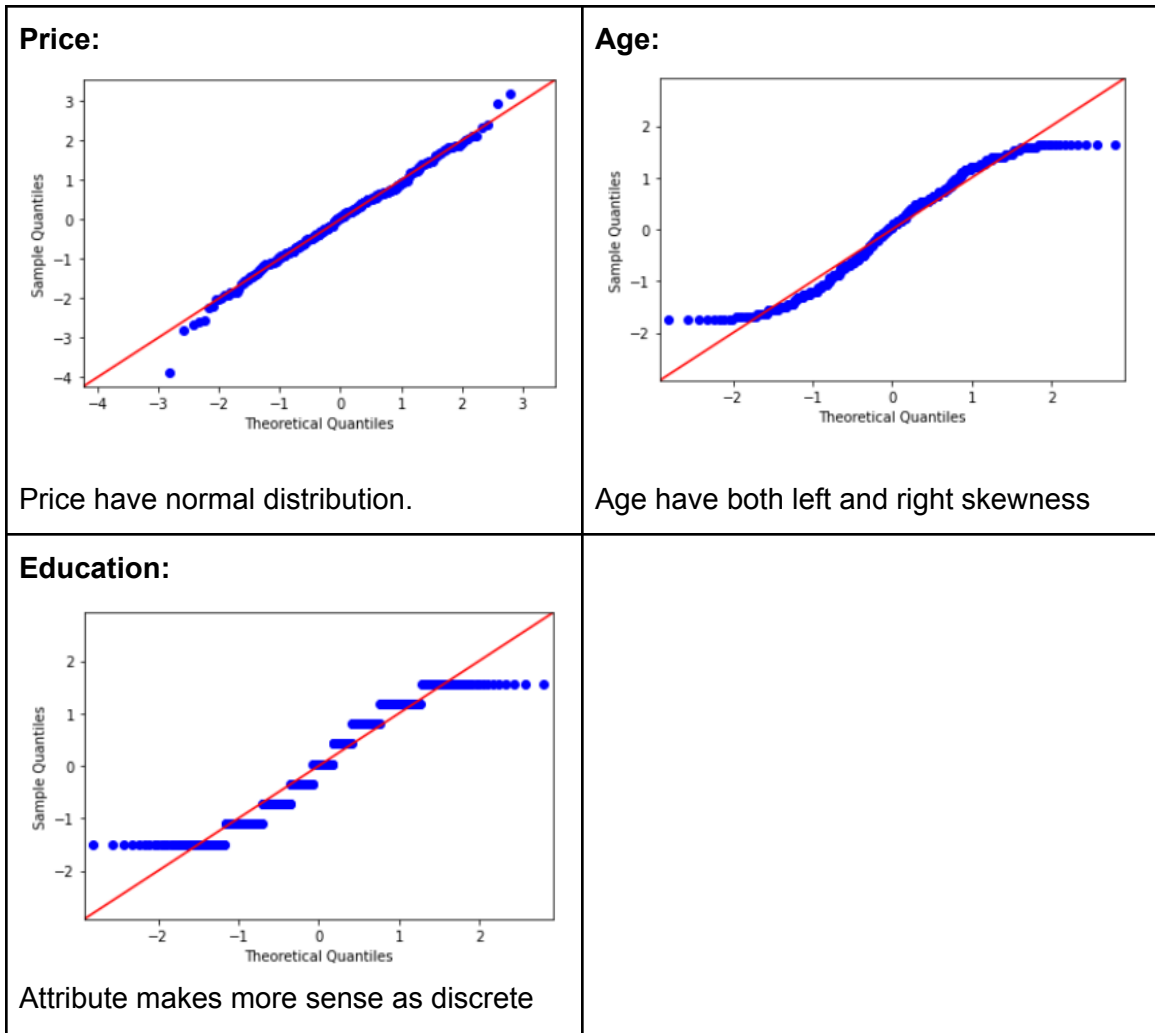 Price:
3
2
1
0
−1
−2
−3
−4
Sample Quantiles
−4 −3 −2 −1 0 1 2 3
Theoretical Quantiles
Price have normal distribution.
Age:
2
1
0
−1
−2
Sample Quantiles
−2 −1 0 1 2
Theoretical Quantiles
Age have both left and right skewness
Education:
2
1
0
−1
−2
Sample Quantiles
−2 −1 0 1 2
Theoretical Quantiles
Attribute makes more sense as discrete